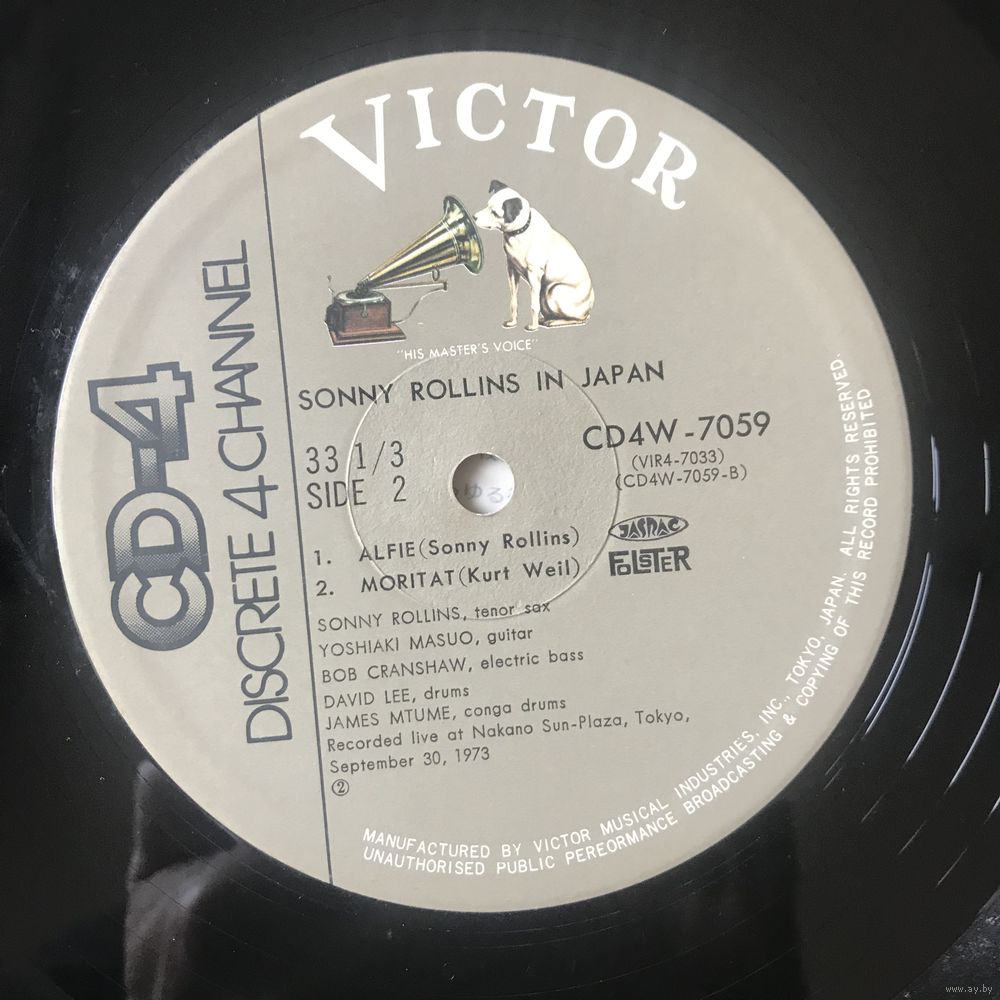 VICTOR
"HIS MASTER'S VOICE"
SONNY ROLLINS IN JAPAN
CD4W-7059
(VIR4-7033)
(CD4W-7059-B)
33 1/3
SIDE 2
JASRAC
FOLSTER
1. ALFIE (Sonny Rollins)
2. MORITAT (Kurt Weil)
SONNY ROLLINS, tenor sax
YOSHIAKI MASUO, guitar
BOB CRANSHAW, electric bass
DAVID LEE, drums
JAMES MTUME, conga drums
Recorded live at Nakano Sun-Plaza, Tokyo,
September 30, 1973
②
CD-4
DISCRETE 4 CHANNEL
MANUFACTURED BY VICTOR MUSICAL INDUSTRIES, INC., TOKYO, JAPAN. ALL RIGHTS RESERVED.
UNAUTHORISED PUBLIC PEREORMANCE BROADCASTING & COPYING OF THIS RECORD PROHIBITED
www.ay.by